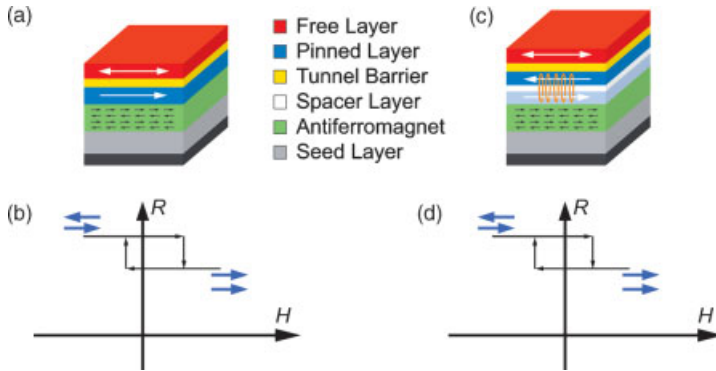 (a)
Free Layer
Pinned Layer
Tunnel Barrier
Spacer Layer
Antiferromagnet
Seed Layer
(c)
(b)
R
H
(d)
R
H